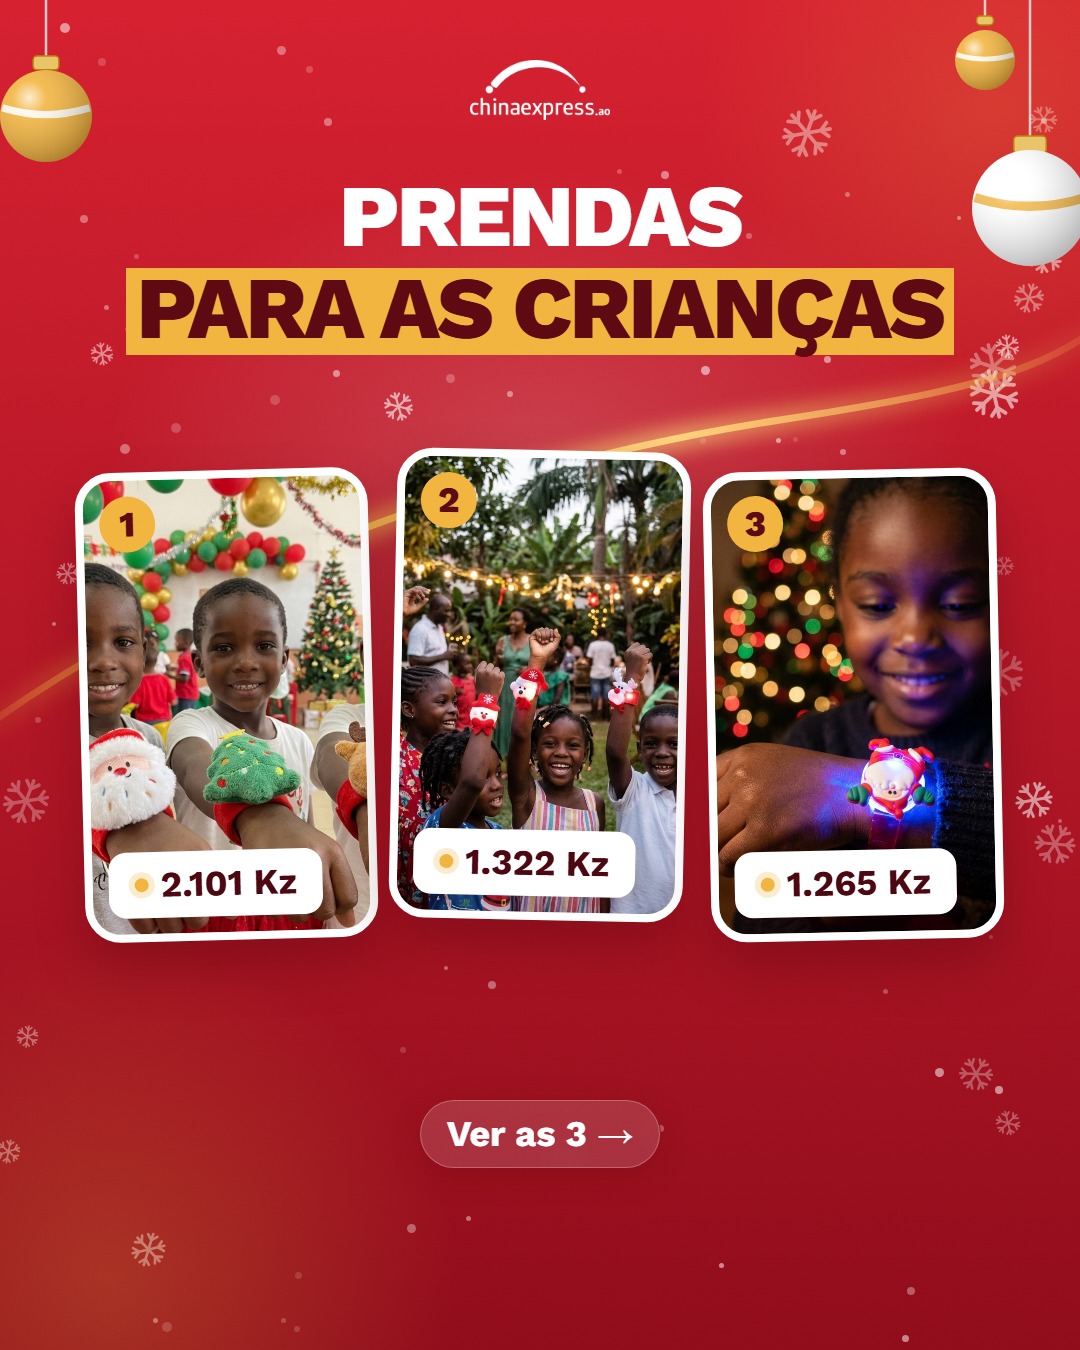 chinaexpress.ao
PRENDAS
PARA AS CRIANÇAS
1
2
3
2.101 Kz
1.322 Kz
1.265 Kz
Ver as 3 →